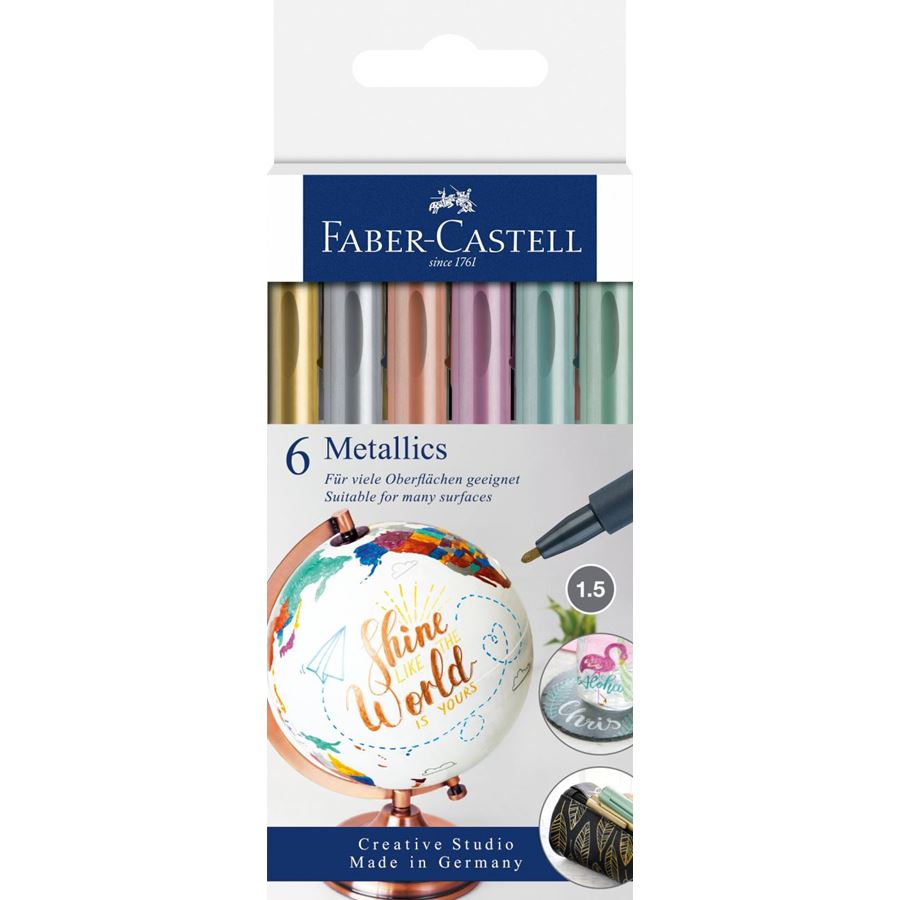 FABER-CASTELL
since 1761
6 Metallics
Für viele Oberflächen geeignet
Suitable for many surfaces
1.5
Shine
LIKE THE
World
IS YOURS
Aloha
Chris
Creative Studio
Made in Germany